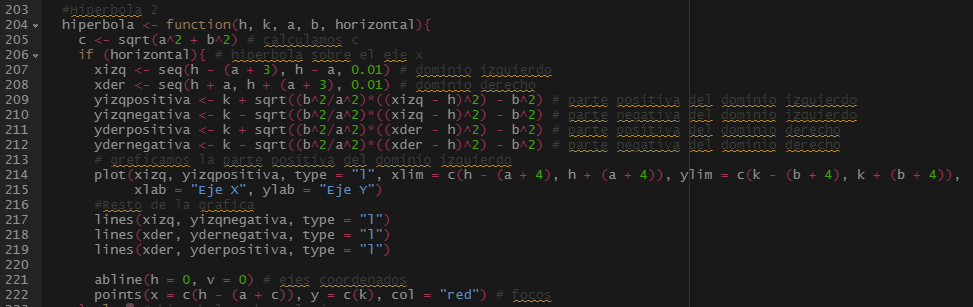 203 #Hiperbola 2
204 hiperbola <- function(h, k, a, b, horizontal){
205 c <- sqrt(a^2 + b^2) # calculamos c
206 if (horizontal){ # hiperbola sobre el eje x
207 xizq <- seq(h - (a + 3), h - a, 0.01) # dominio izquierdo
208 xder <- seq(h + a, h + (a + 3), 0.01) # dominio derecho
209 yizqpositiva <- k + sqrt((b^2/a^2)*((xizq - h)^2) - b^2) # parte positiva del dominio izquierdo
210 yizqnegativa <- k - sqrt((b^2/a^2)*((xizq - h)^2) - b^2) # parte negativa del dominio izquierdo
211 yderpositiva <- k + sqrt((b^2/a^2)*((xder - h)^2) - b^2) # parte positiva del dominio derecho
212 ydernegativa <- k - sqrt((b^2/a^2)*((xder - h)^2) - b^2) # parte negativa del dominio derecho
213 # greficamos la parte positiva del dominio izquierdo
214 plot(xizq, yizqpositiva, type = "l", xlim = c(h - (a + 4), h + (a + 4)), ylim = c(k - (b + 4), k + (b + 4)),
215 xlab = "Eje X", ylab = "Eje Y")
216 #Resto de la grafica
217 lines(xizq, yizqnegativa, type = "l")
218 lines(xder, ydernegativa, type = "l")
219 lines(xder, yderpositiva, type = "l")
220
221 abline(h = 0, v = 0) # ejes coordenados
222 points(x = c(h - (a + c)), y = c(k), col = "red") # focos